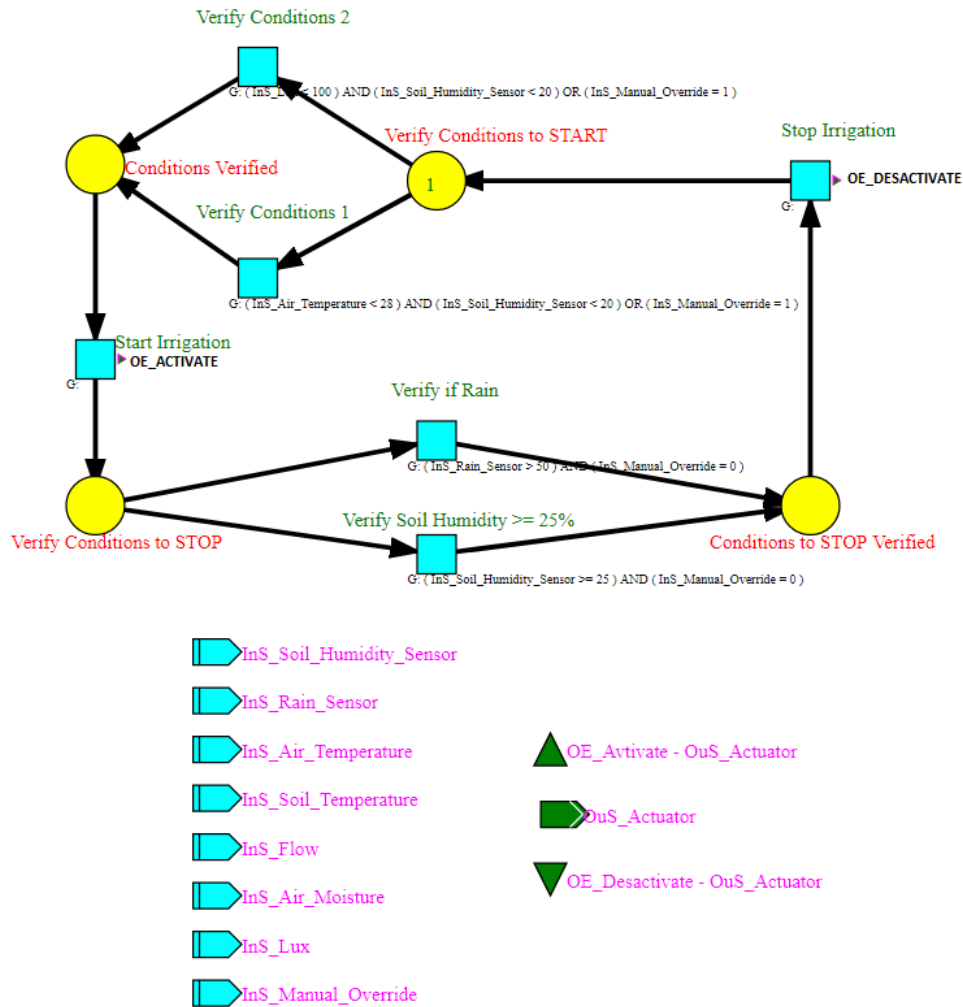 Verify Conditions 2
G: ( InS_L < 100 ) AND ( InS_Soil_Humidity_Sensor < 20 ) OR ( InS_Manual_Override = 1 )
Verify Conditions to START
Stop Irrigation
Conditions Verified
1
OE_DESACTIVATE
G:
Verify Conditions 1
G: ( InS_Air_Temperature < 28 ) AND ( InS_Soil_Humidity_Sensor < 20 ) OR ( InS_Manual_Override = 1 )
Start Irrigation
OE_ACTIVATE
G:
Verify if Rain
G: ( InS_Rain_Sensor > 50 ) AND ( InS_Manual_Override = 0 )
Verify Soil Humidity >= 25%
Verify Conditions to STOP
Conditions to STOP Verified
G: ( InS_Soil_Humidity_Sensor >= 25 ) AND ( InS_Manual_Override = 0 )
InS_Soil_Humidity_Sensor
InS_Rain_Sensor
InS_Air_Temperature
OE_Avtivate - OuS_Actuator
InS_Soil_Temperature
OuS_Actuator
InS_Flow
OE_Desactivate - OuS_Actuator
InS_Air_Moisture
InS_Lux
InS_Manual_Override